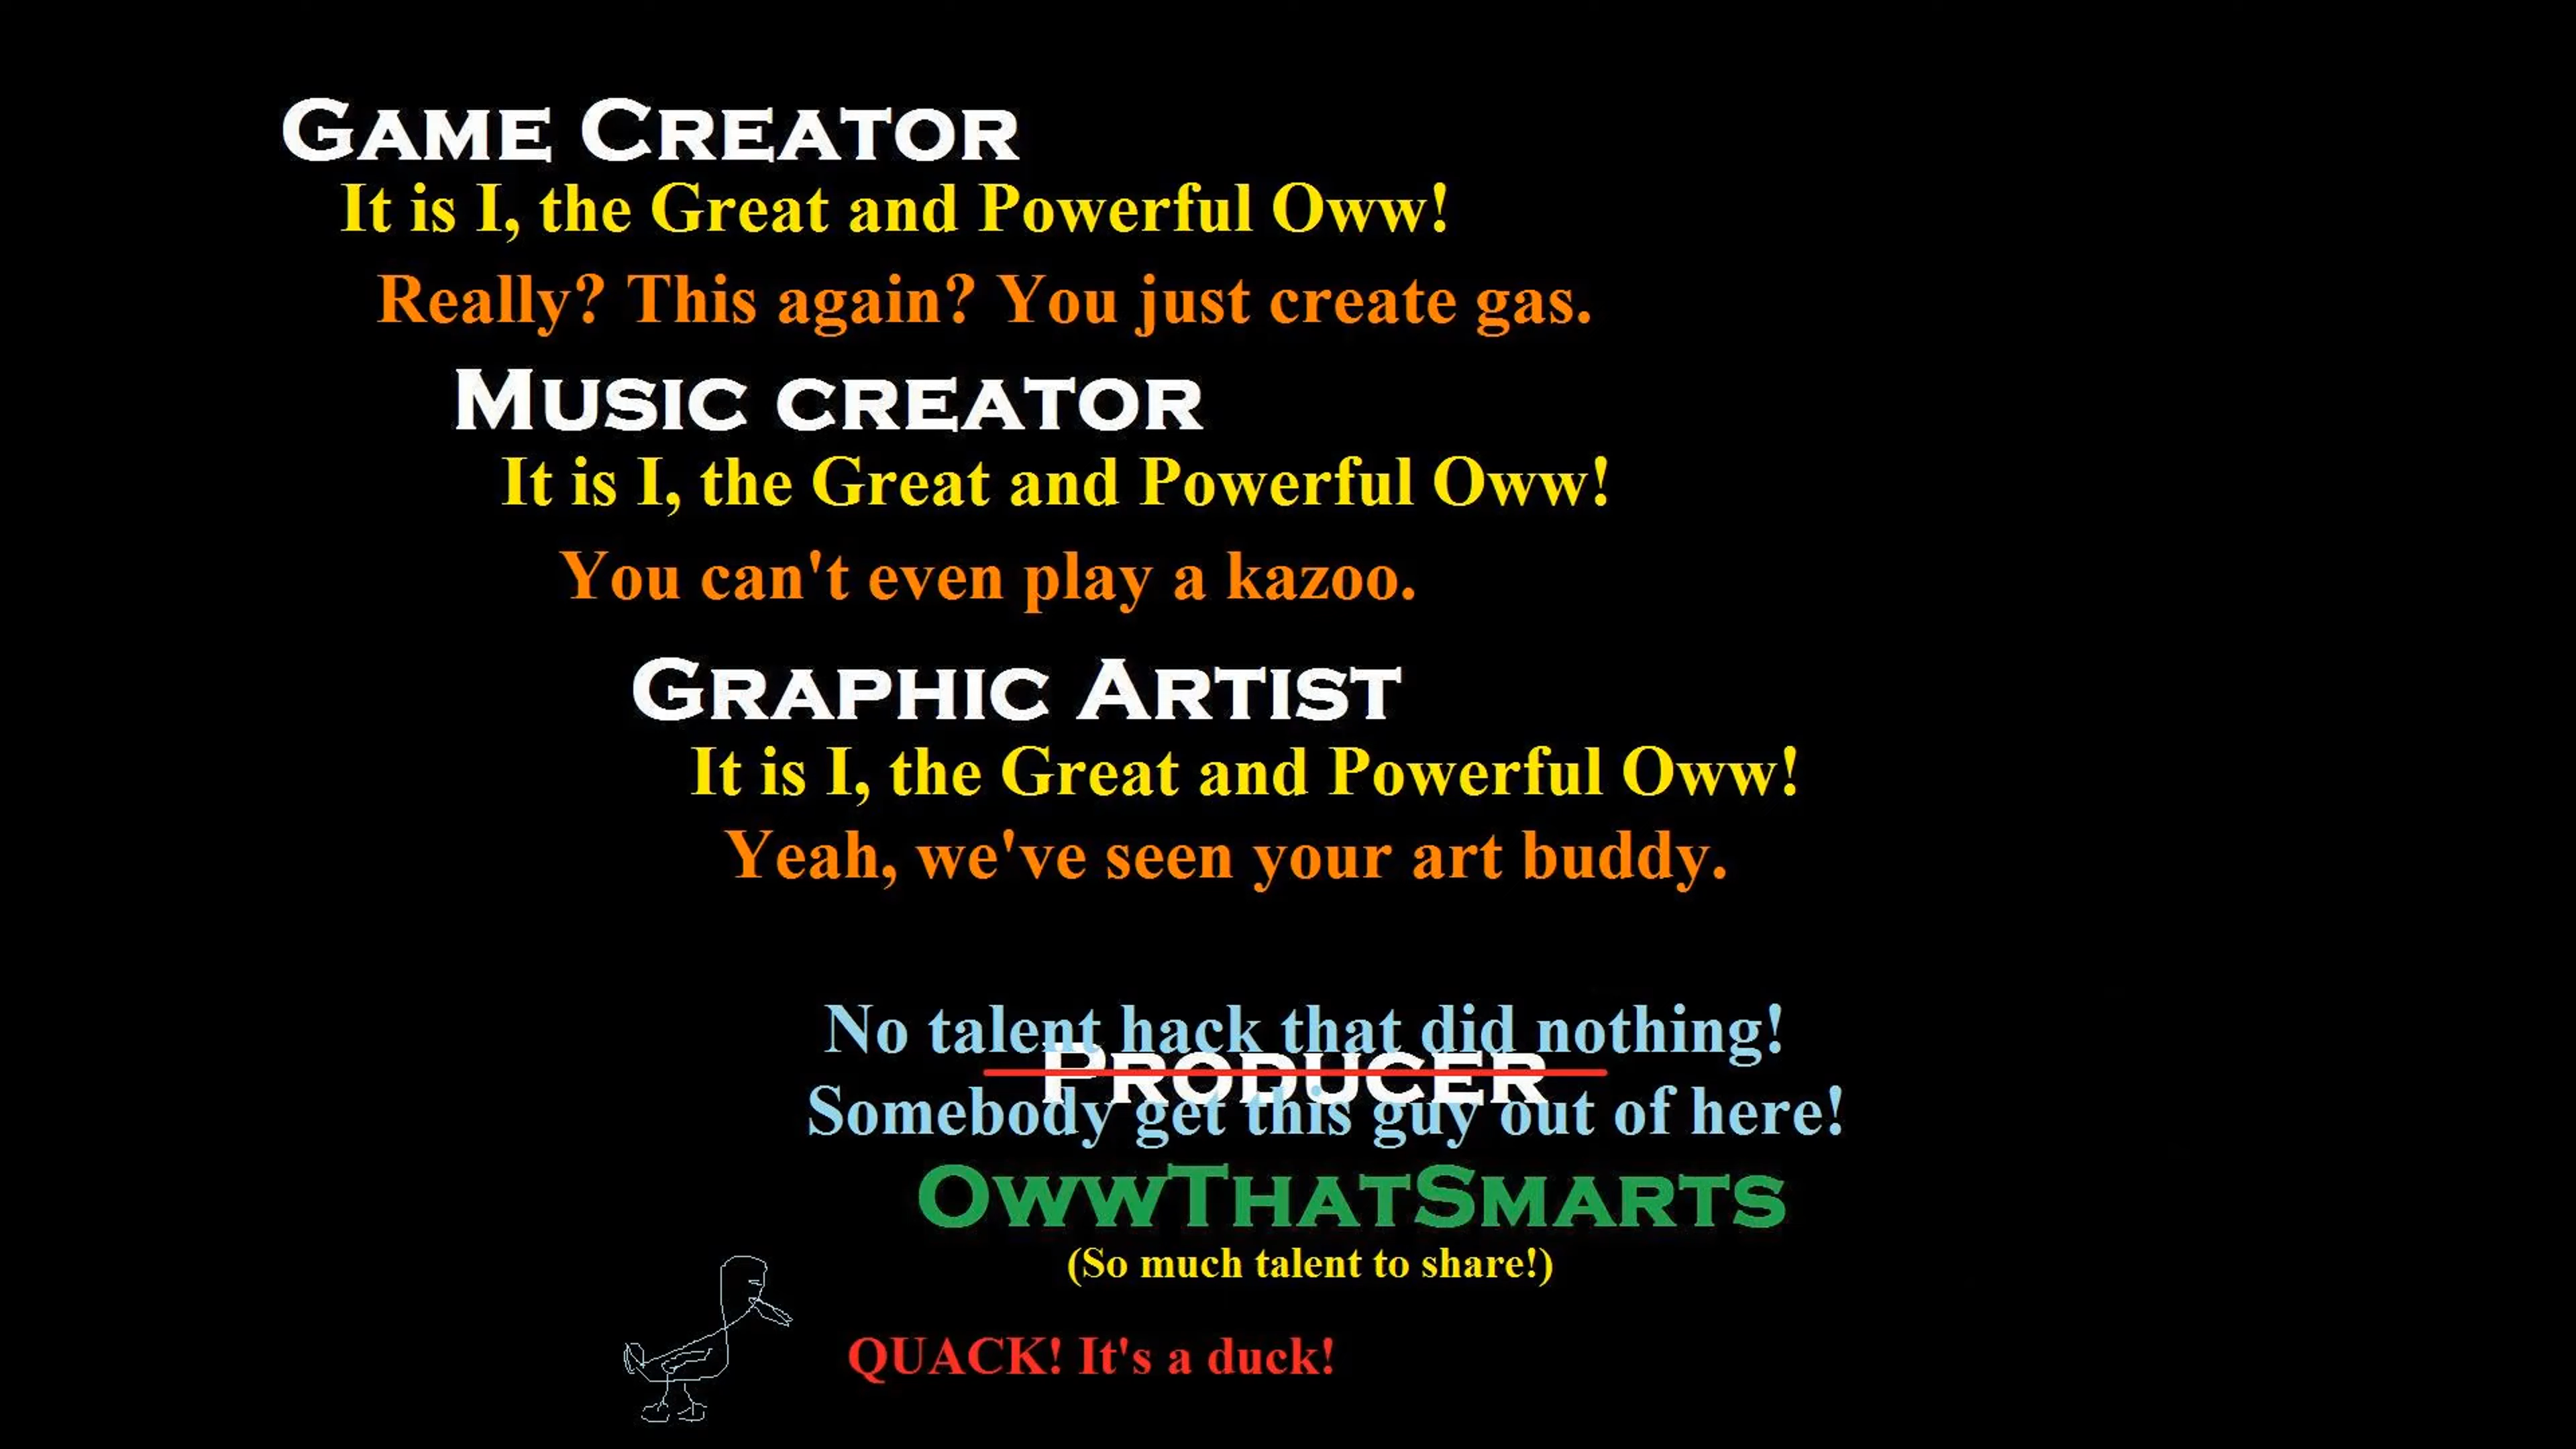 GAME CREATOR
It is I, the Great and Powerful Oww!
Really? This again? You just create gas.
MUSIC CREATOR
It is I, the Great and Powerful Oww!
You can't even play a kazoo.
GRAPHIC ARTIST
It is I, the Great and Powerful Oww!
Yeah, we've seen your art buddy.
No talent hack that did nothing!
PRODUCER
Somebody get this guy out of here!
OWWTHATSMARTS
(So much talent to share!)
QUACK! It's a duck!